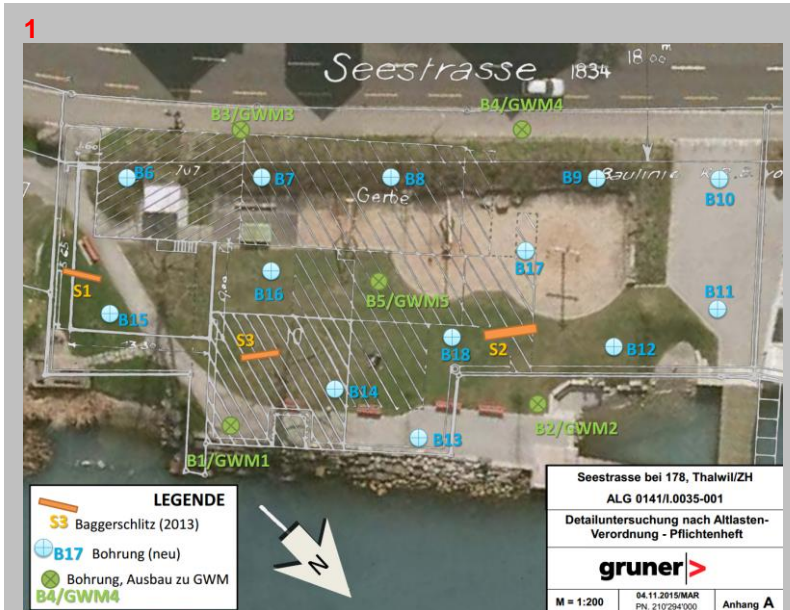 1
Seestrasse
1834
18.00 m
B3/GWM3
B4/GWM4
B6
707
B7
B8
B9
Baulinie
B10
Gerbe
B17
B16
B5/GWM5
S1
B15
B11
S3
B18
S2
B12
B14
B2/GWM2
B1/GWM1
B13
LEGENDE
S3 Baggerschlitz (2013)
B17 Bohrung (neu)
Bohrung, Ausbau zu GWM
B4/GWM4
N
Seestrasse bei 178, Thalwil/ZH
ALG 0141/I.0035-001
Detailuntersuchung nach Altlasten-
Verordnung - Pflichtenheft
gruner
M = 1:200
04.11.2015/MAR
PN. 210'294'000
Anhang A